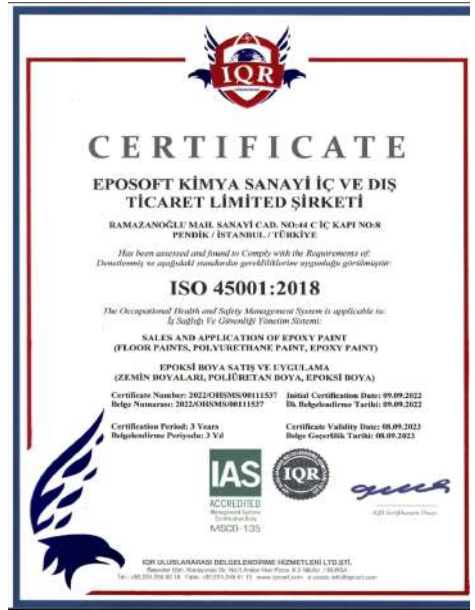 IQR
CERTIFICATE
EPOSOFT KİMYA SANAYİ İÇ VE DIŞ
TİCARET LİMİTED ŞİRKETİ
RAMAZANOĞLU MAH. SANAYİ CAD. NO:44 C İÇ KAPI NO:8
PENDİK / İSTANBUL / TÜRKİYE
Has been assessed and found to Comply with the Requirements of:
Denetlenmiş ve aşağıdaki standardın gerekliliklerine uygunluğu görülmüştür:
ISO 45001:2018
The Occupational Health and Safety Management System is applicable to:
İş Sağlığı Ve Güvenliği Yönetim Sistemi:
SALES AND APPLICATION OF EPOXY PAINT
(FLOOR PAINTS, POLYURETHANE PAINT, EPOXY PAINT)
EPOKSİ BOYA SATIŞ VE UYGULAMA
(ZEMİN BOYALARI, POLİÜRETAN BOYA, EPOKSİ BOYA)
Certificate Number: 2022/OHSMS/00111537 Initial Certification Date: 09.09.2022
Belge Numarası: 2022/OHSMS/00111537 İlk Belgelendirme Tarihi: 09.09.2022
Certification Period: 3 Years Certificate Validity Date: 08.09.2023
Belgelendirme Periyodu: 3 Yıl Belge Geçerlilik Tarihi: 08.09.2023
IAS
IQR
ACCREDITED
Management Systems
Certification Body
MSCB-135
IQR ULUSLARARASI BELGELENDİRME HİZMETLERİ LTD.ŞTİ.